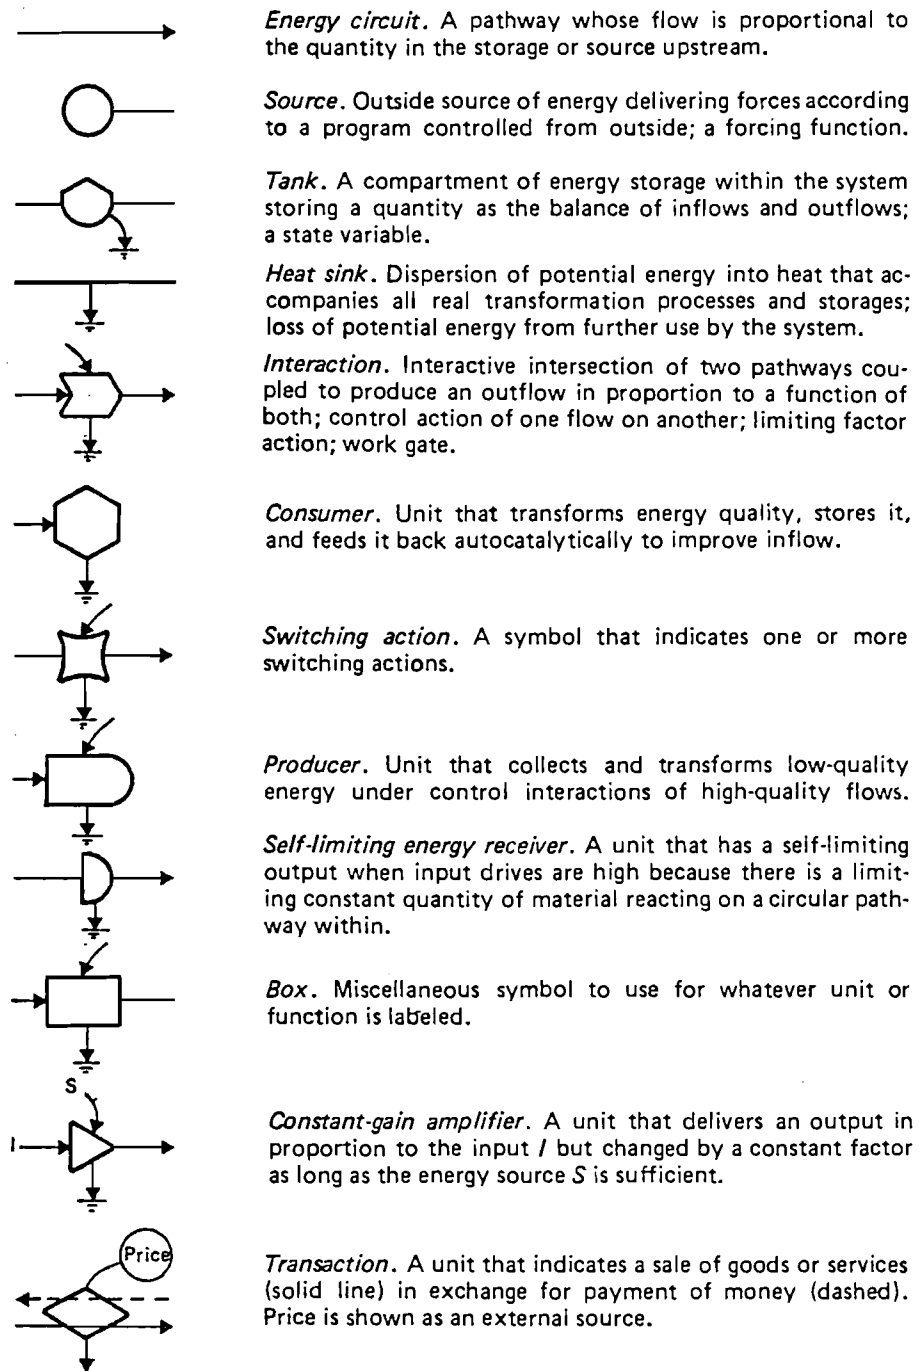 Energy circuit. A pathway whose flow is proportional to
the quantity in the storage or source upstream.
Source. Outside source of energy delivering forces according
to a program controlled from outside; a forcing function.
Tank. A compartment of energy storage within the system
storing a quantity as the balance of inflows and outflows;
a state variable.
Heat sink. Dispersion of potential energy into heat that ac-
companies all real transformation processes and storages;
loss of potential energy from further use by the system.
Interaction. Interactive intersection of two pathways cou-
pled to produce an outflow in proportion to a function of
both; control action of one flow on another; limiting factor
action; work gate.
Consumer. Unit that transforms energy quality, stores it,
and feeds it back autocatalytically to improve inflow.
Switching action. A symbol that indicates one or more
switching actions.
Producer. Unit that collects and transforms low-quality
energy under control interactions of high-quality flows.
Self-limiting energy receiver. A unit that has a self-limiting
output when input drives are high because there is a limit-
ing constant quantity of material reacting on a circular path-
way within.
Box. Miscellaneous symbol to use for whatever unit or
function is labeled.
S
I
Constant-gain amplifier. A unit that delivers an output in
proportion to the input I but changed by a constant factor
as long as the energy source S is sufficient.
Price
Transaction. A unit that indicates a sale of goods or services
(solid line) in exchange for payment of money (dashed).
Price is shown as an external source.